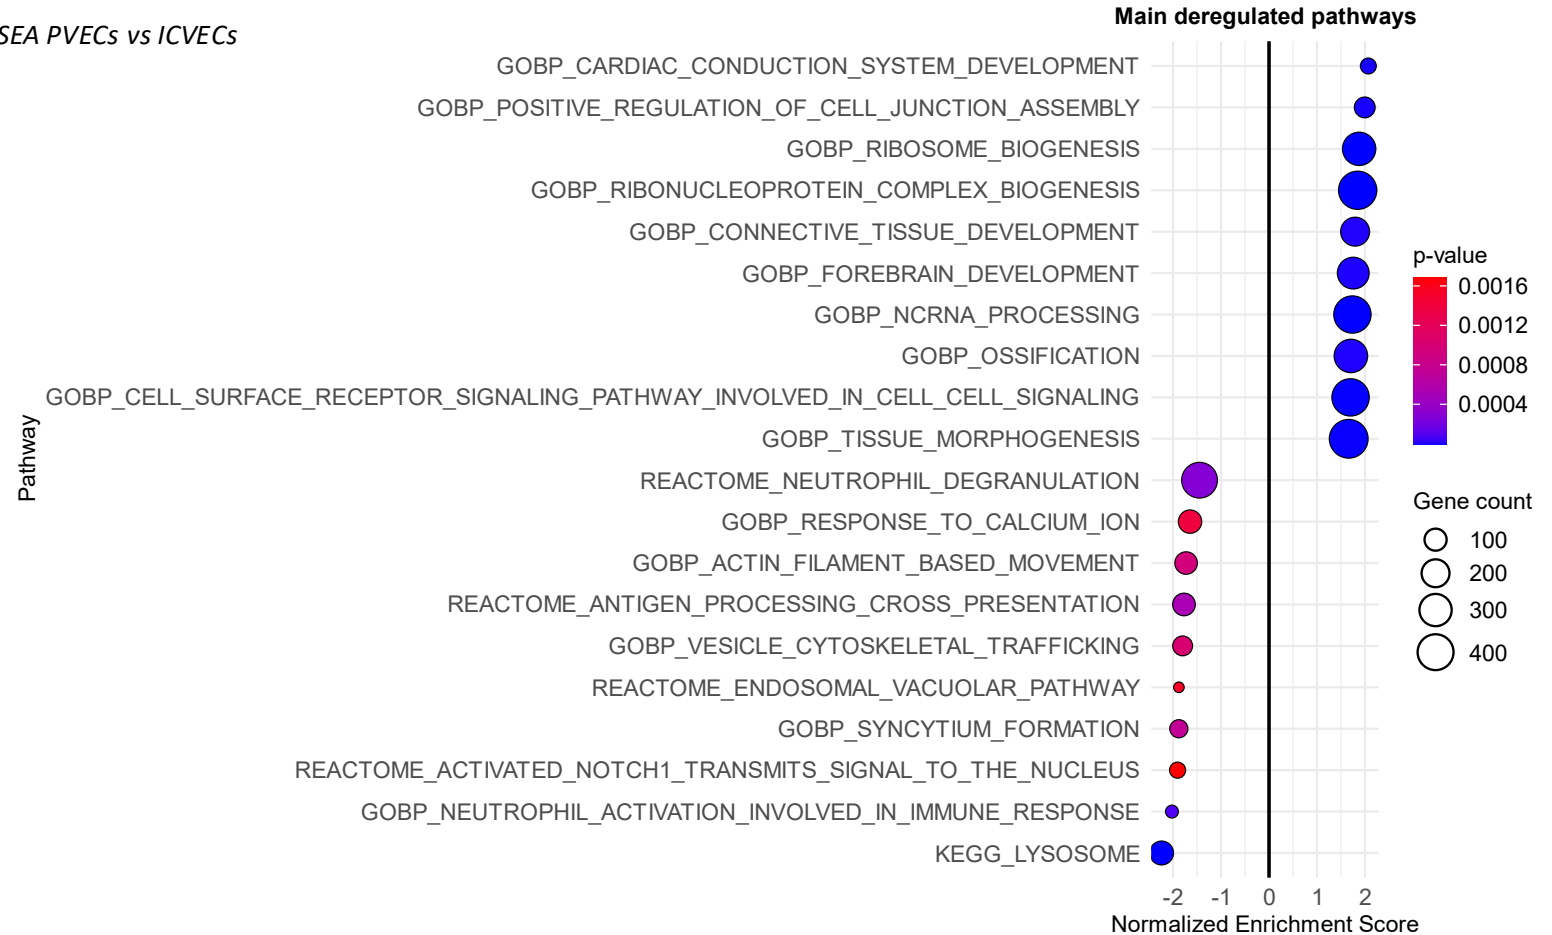 SEA PVECs vs ICVECs
Main deregulated pathways
GOBP_CARDIAC_CONDUCTION_SYSTEM_DEVELOPMENT
GOBP_POSITIVE_REGULATION_OF_CELL_JUNCTION_ASSEMBLY
GOBP_RIBOSOME_BIOGENESIS
GOBP_RIBONUCLEOPROTEIN_COMPLEX_BIOGENESIS
GOBP_CONNECTIVE_TISSUE_DEVELOPMENT
GOBP_FOREBRAIN_DEVELOPMENT
GOBP_NCRNA_PROCESSING
GOBP_OSSIFICATION
GOBP_CELL_SURFACE_RECEPTOR_SIGNALING_PATHWAY_INVOLVED_IN_CELL_CELL_SIGNALING
GOBP_TISSUE_MORPHOGENESIS
REACTOME_NEUTROPHIL_DEGRANULATION
GOBP_RESPONSE_TO_CALCIUM_ION
GOBP_ACTIN_FILAMENT_BASED_MOVEMENT
REACTOME_ANTIGEN_PROCESSING_CROSS_PRESENTATION
GOBP_VESICLE_CYTOSKELETAL_TRAFFICKING
REACTOME_ENDOSOMAL_VACUOLAR_PATHWAY
GOBP_SYNCYTIUM_FORMATION
REACTOME_ACTIVATED_NOTCH1_TRANSMITS_SIGNAL_TO_THE_NUCLEUS
GOBP_NEUTROPHIL_ACTIVATION_INVOLVED_IN_IMMUNE_RESPONSE
KEGG_LYSOSOME
Pathway
-2 -1 0 1 2
Normalized Enrichment Score
p-value
0.0016
0.0012
0.0008
0.0004
Gene count
100
200
300
400